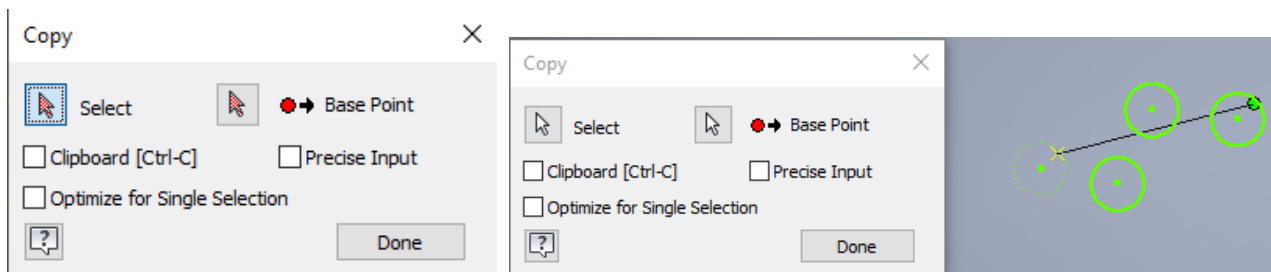 Copy
Select
Base Point
Clipboard [Ctrl-C]
Precise Input
Optimize for Single Selection
Done
Copy
Select
Base Point
Clipboard [Ctrl-C]
Precise Input
Optimize for Single Selection
Done